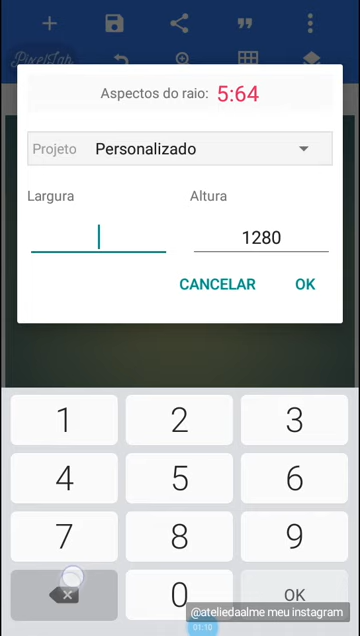 PixelLab
Aspectos do raio: 5:64
Projeto Personalizado
Largura Altura
1280
CANCELAR OK
1 2 3
4 5 6
7 8 9
0 OK
@ateliedaalme meu instagram
01:10